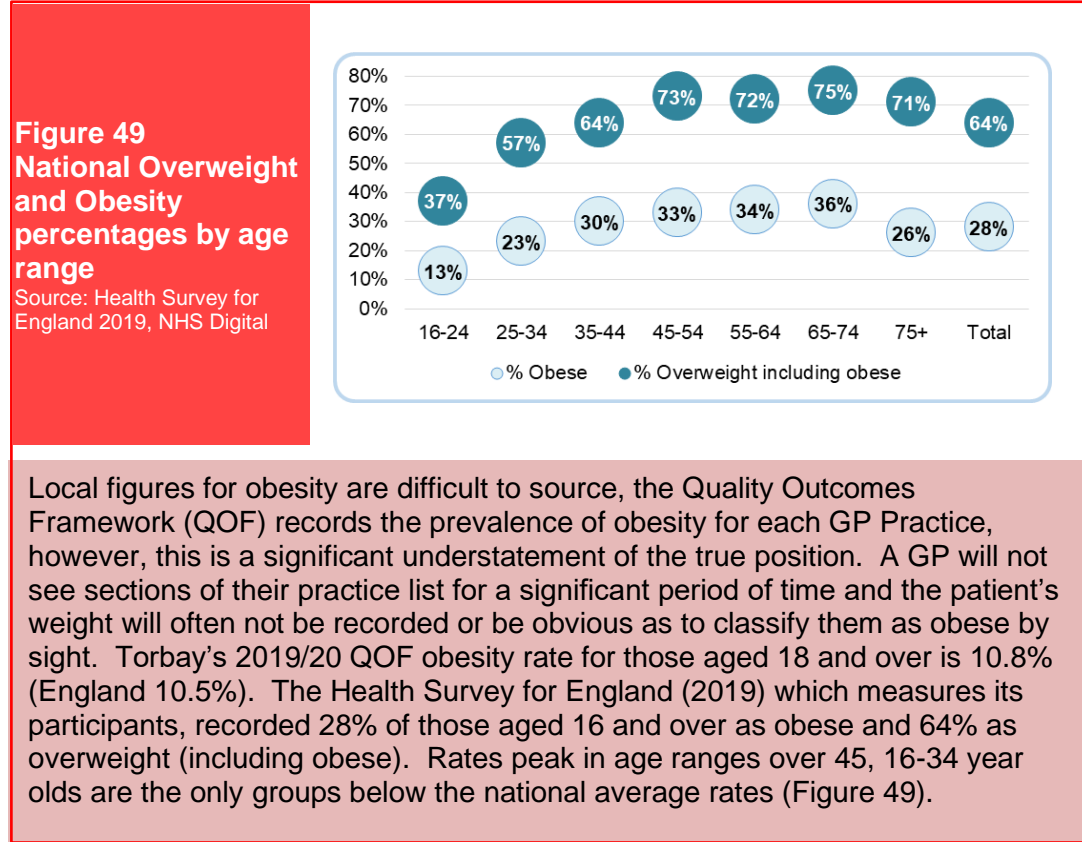 Figure 49
National Overweight
and Obesity
percentages by age
range
Source: Health Survey for
England 2019, NHS Digital
80%
70%
60%
50%
40%
30%
20%
10%
0%
37% 57% 64% 73% 72% 75% 71% 64%
13% 23% 30% 33% 34% 36% 26% 28%
16-24 25-34 35-44 45-54 55-64 65-74 75+ Total
% Obese % Overweight including obese
Local figures for obesity are difficult to source, the Quality Outcomes
Framework (QOF) records the prevalence of obesity for each GP Practice,
however, this is a significant understatement of the true position. A GP will not
see sections of their practice list for a significant period of time and the patient’s
weight will often not be recorded or be obvious as to classify them as obese by
sight. Torbay’s 2019/20 QOF obesity rate for those aged 18 and over is 10.8%
(England 10.5%). The Health Survey for England (2019) which measures its
participants, recorded 28% of those aged 16 and over as obese and 64% as
overweight (including obese). Rates peak in age ranges over 45, 16-34 year
olds are the only groups below the national average rates (Figure 49).